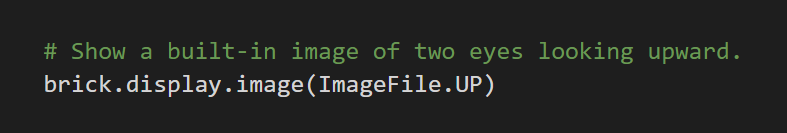 # Show a built-in image of two eyes looking upward.
brick.display.image(ImageFile.UP)